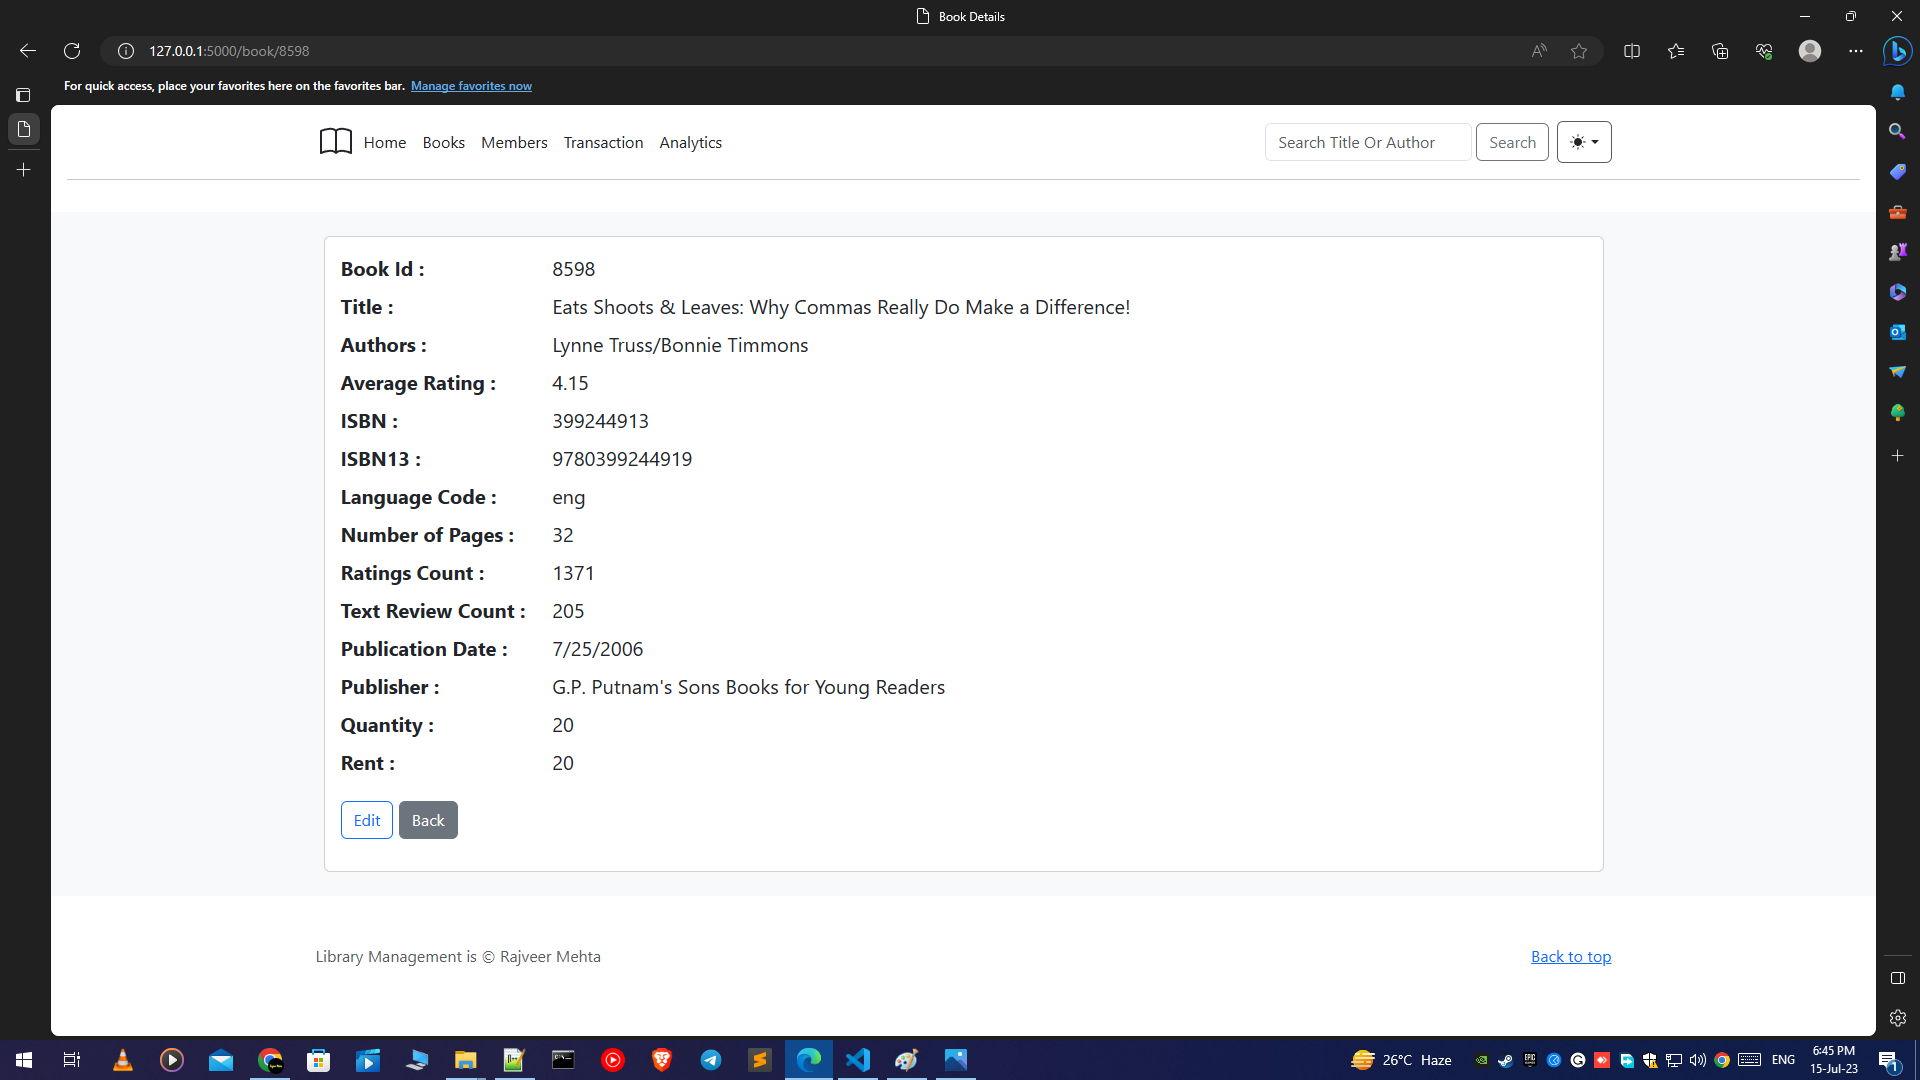 Book Details
127.0.0.1:5000/book/8598
For quick access, place your favorites here on the favorites bar. Manage favorites now
Home Books Members Transaction Analytics Search Title Or Author Search
Book Id : 8598
Title : Eats Shoots & Leaves: Why Commas Really Do Make a Difference!
Authors : Lynne Truss/Bonnie Timmons
Average Rating : 4.15
ISBN : 399244913
ISBN13 : 9780399244919
Language Code : eng
Number of Pages : 32
Ratings Count : 1371
Text Review Count : 205
Publication Date : 7/25/2006
Publisher : G.P. Putnam's Sons Books for Young Readers
Quantity : 20
Rent : 20
Edit Back
Library Management is © Rajveer Mehta Back to top
26°C Haze ENG 6:45 PM
15-Jul-23 1